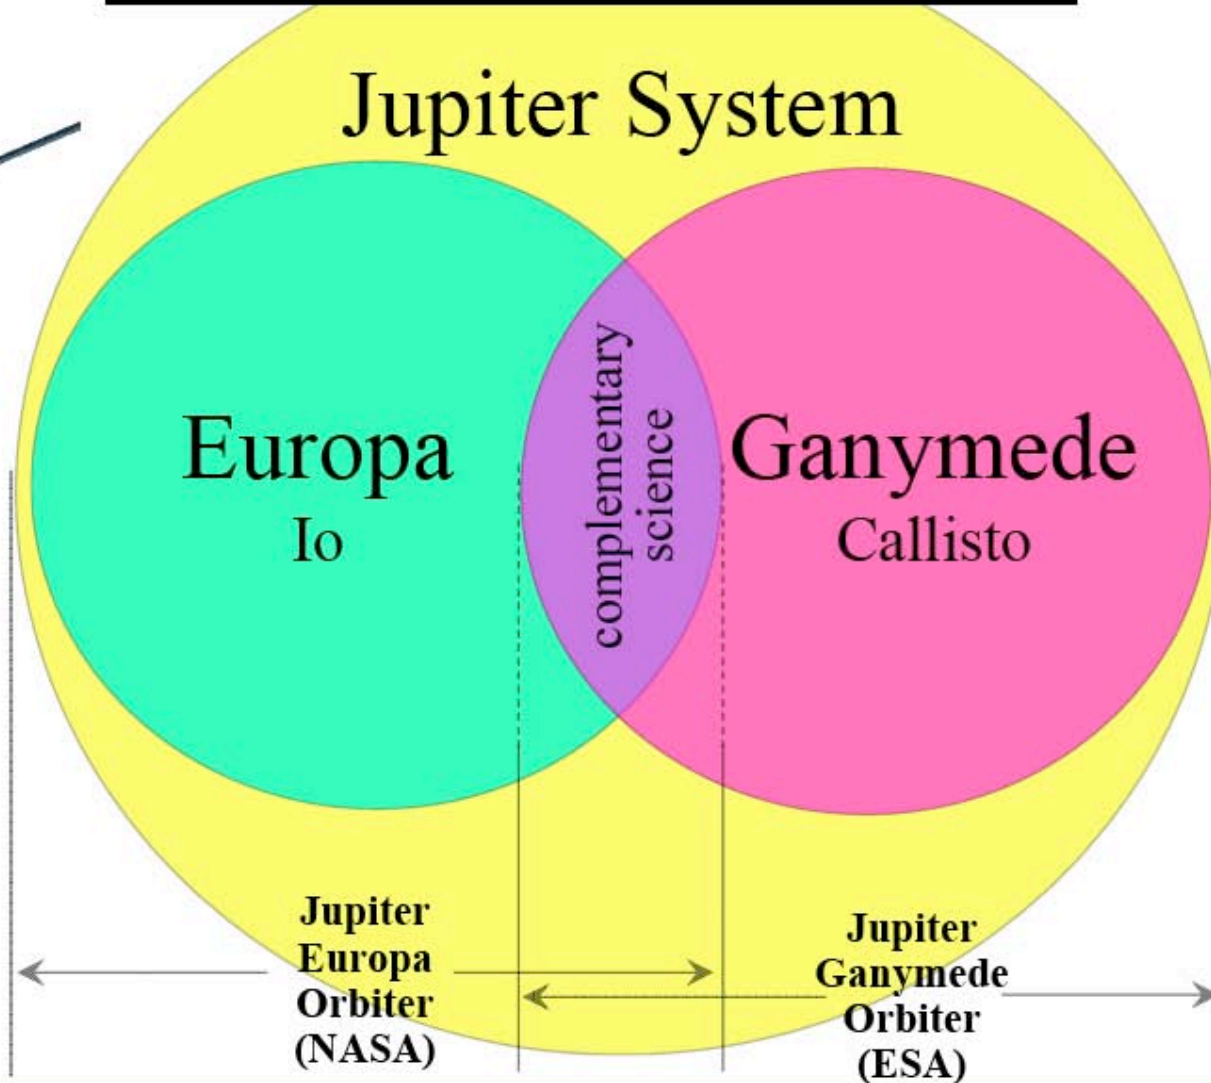 Jupiter System
Europa
Io
complementary
science
Ganymede
Callisto
Jupiter
Europa
Orbiter
(NASA)
Jupiter
Ganymede
Orbiter
(ESA)